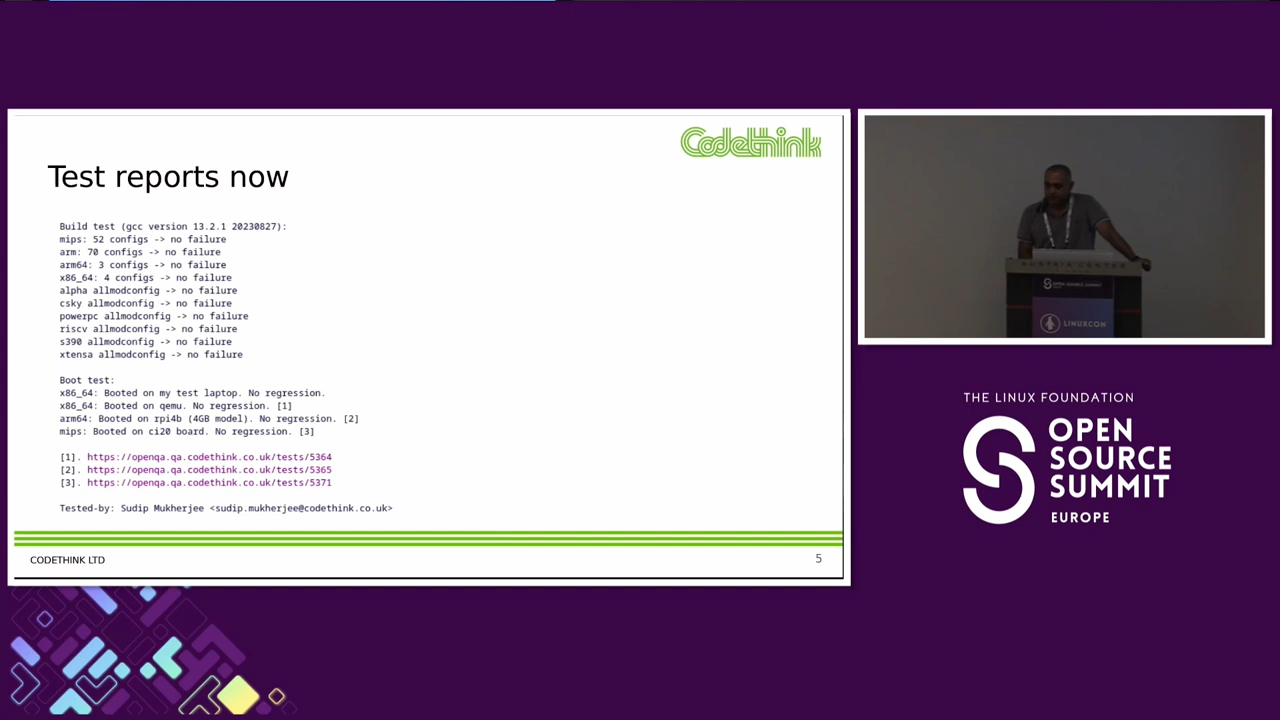 Codethink
Test reports now
Build test (gcc version 13.2.1 20230827):
mips: 52 configs -> no failure
arm: 70 configs -> no failure
arm64: 3 configs -> no failure
x86_64: 4 configs -> no failure
alpha allmodconfig -> no failure
csky allmodconfig -> no failure
powerpc allmodconfig -> no failure
riscv allmodconfig -> no failure
s390 allmodconfig -> no failure
xtensa allmodconfig -> no failure
Boot test:
x86_64: Booted on my test laptop. No regression.
x86_64: Booted on qemu. No regression. [1]
arm64: Booted on rpi4b (4GB model). No regression. [2]
mips: Booted on ci20 board. No regression. [3]
[1]. https://openqa.qa.codethink.co.uk/tests/5364
[2]. https://openqa.qa.codethink.co.uk/tests/5365
[3]. https://openqa.qa.codethink.co.uk/tests/5371
Tested-by: Sudip Mukherjee <sudip.mukherjee@codethink.co.uk>
CODETHINK LTD
5
AUSTRIA CENTER
OPEN SOURCE SUMMIT
LINUXCON
THE LINUX FOUNDATION
OPEN
SOURCE
SUMMIT
EUROPE